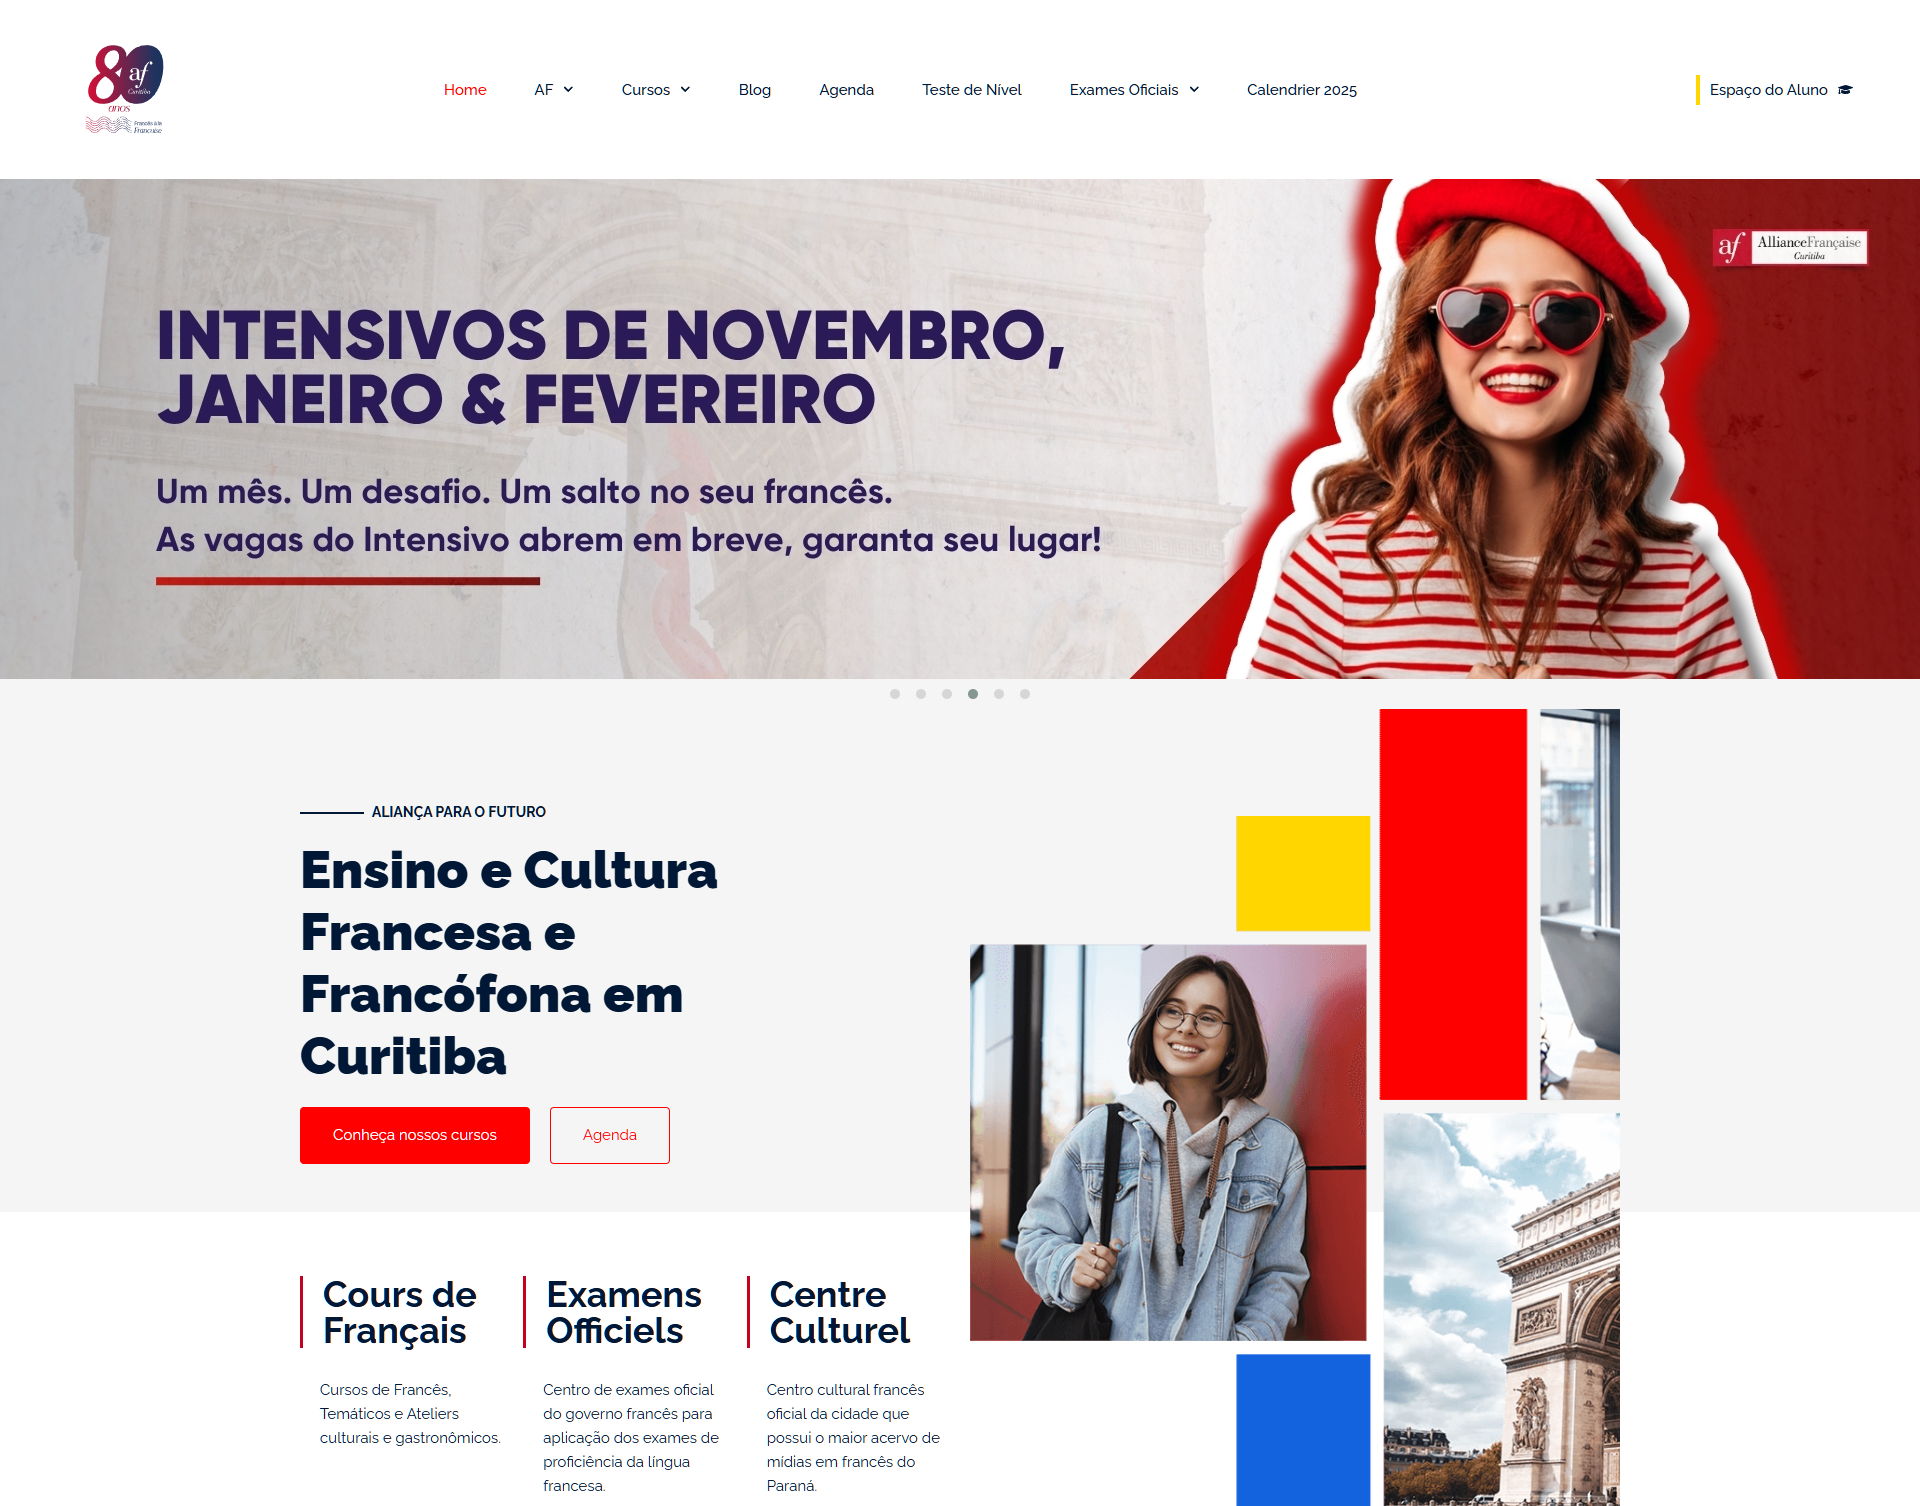 80 af
Curitiba
anos
Francês à la
Française
Home
AF
Cursos
Blog
Agenda
Teste de Nível
Exames Oficiais
Calendrier 2025
Espaço do Aluno
af AllianceFrançaise
Curitiba
INTENSIVOS DE NOVEMBRO,
JANEIRO & FEVEREIRO
Um mês. Um desafio. Um salto no seu francês.
As vagas do Intensivo abrem em breve, garanta seu lugar!
ALIANÇA PARA O FUTURO
Ensino e Cultura
Francesa e
Francófona em
Curitiba
Conheça nossos cursos
Agenda
Cours de
Français
Cursos de Francês,
Temáticos e Ateliers
culturais e gastronômicos.
Examens
Officiels
Centro de exames oficial
do governo francês para
aplicação dos exames de
proficiência da língua
francesa.
Centre
Culturel
Centro cultural francês
oficial da cidade que
possui o maior acervo de
mídias em francês do
Paraná.